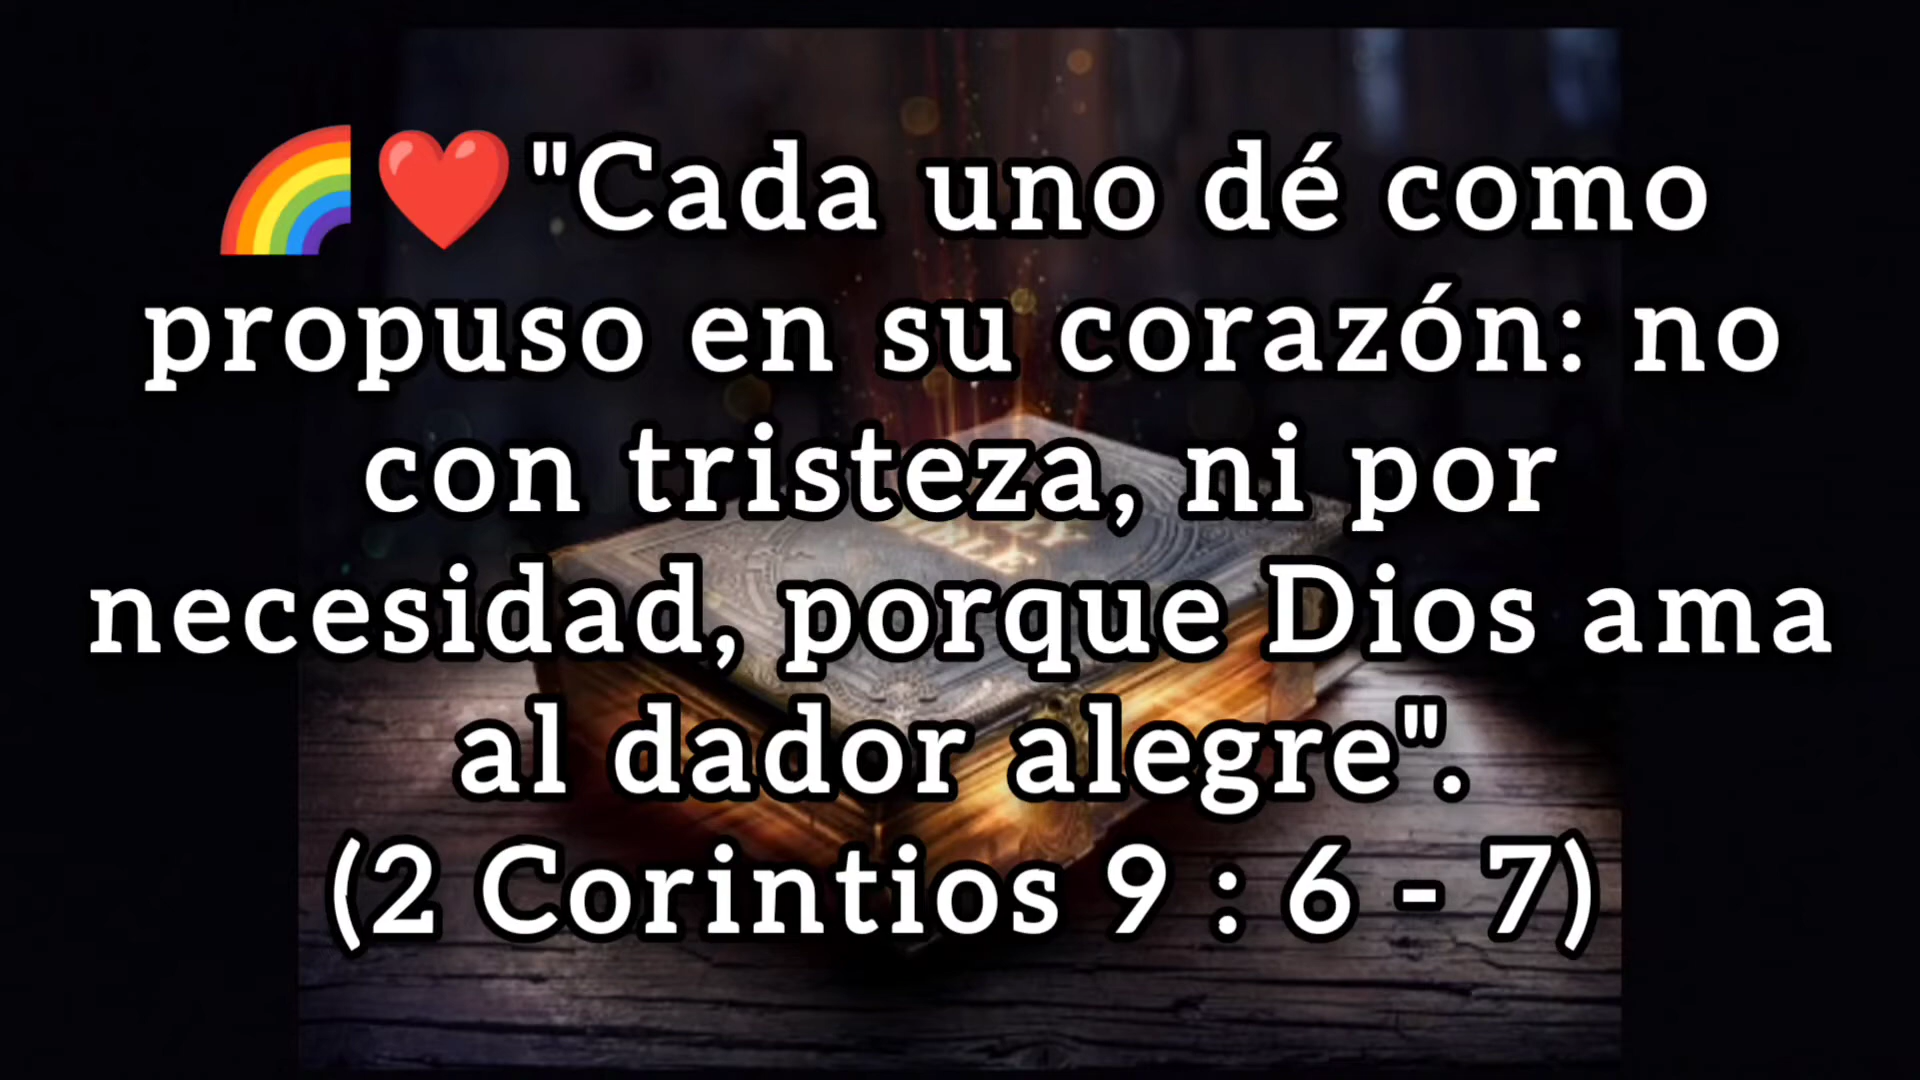 🌈❤️"Cada uno dé como
propuso en su corazón: no
con tristeza, ni por
necesidad, porque Dios ama
al dador alegre".
(2 Corintios 9 : 6 - 7)